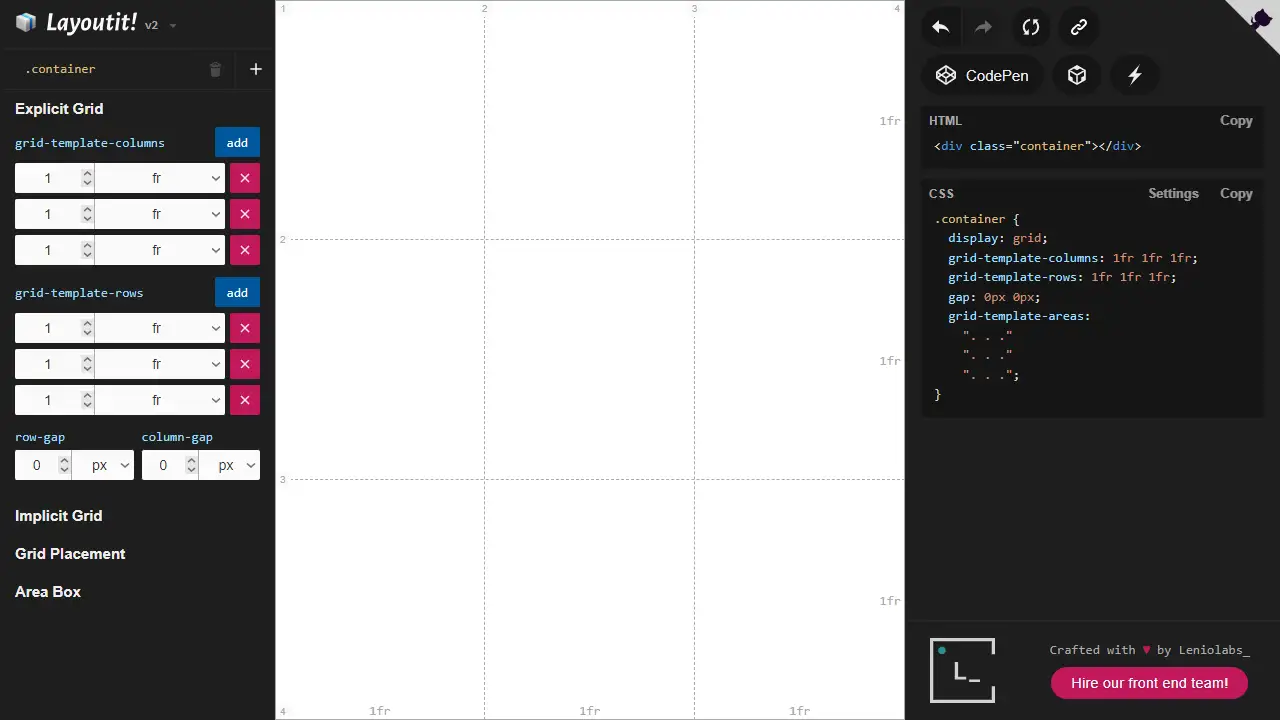 Layoutit! v2
.container
+
Explicit Grid
grid-template-columns add
1 fr ×
1 fr ×
1 fr ×
grid-template-rows add
1 fr ×
1 fr ×
1 fr ×
row-gap column-gap
0 px 0 px
Implicit Grid
Grid Placement
Area Box
1 2 3 4
1fr
2
1fr
3
1fr
4 1fr 1fr 1fr
CodePen
HTML Copy
<div class="container"></div>
CSS Settings Copy
.container {
display: grid;
grid-template-columns: 1fr 1fr 1fr;
grid-template-rows: 1fr 1fr 1fr;
gap: 0px 0px;
grid-template-areas:
". . ."
". . ."
". . .";
}
L_
Crafted with ♥ by Leniolabs_
Hire our front end team!